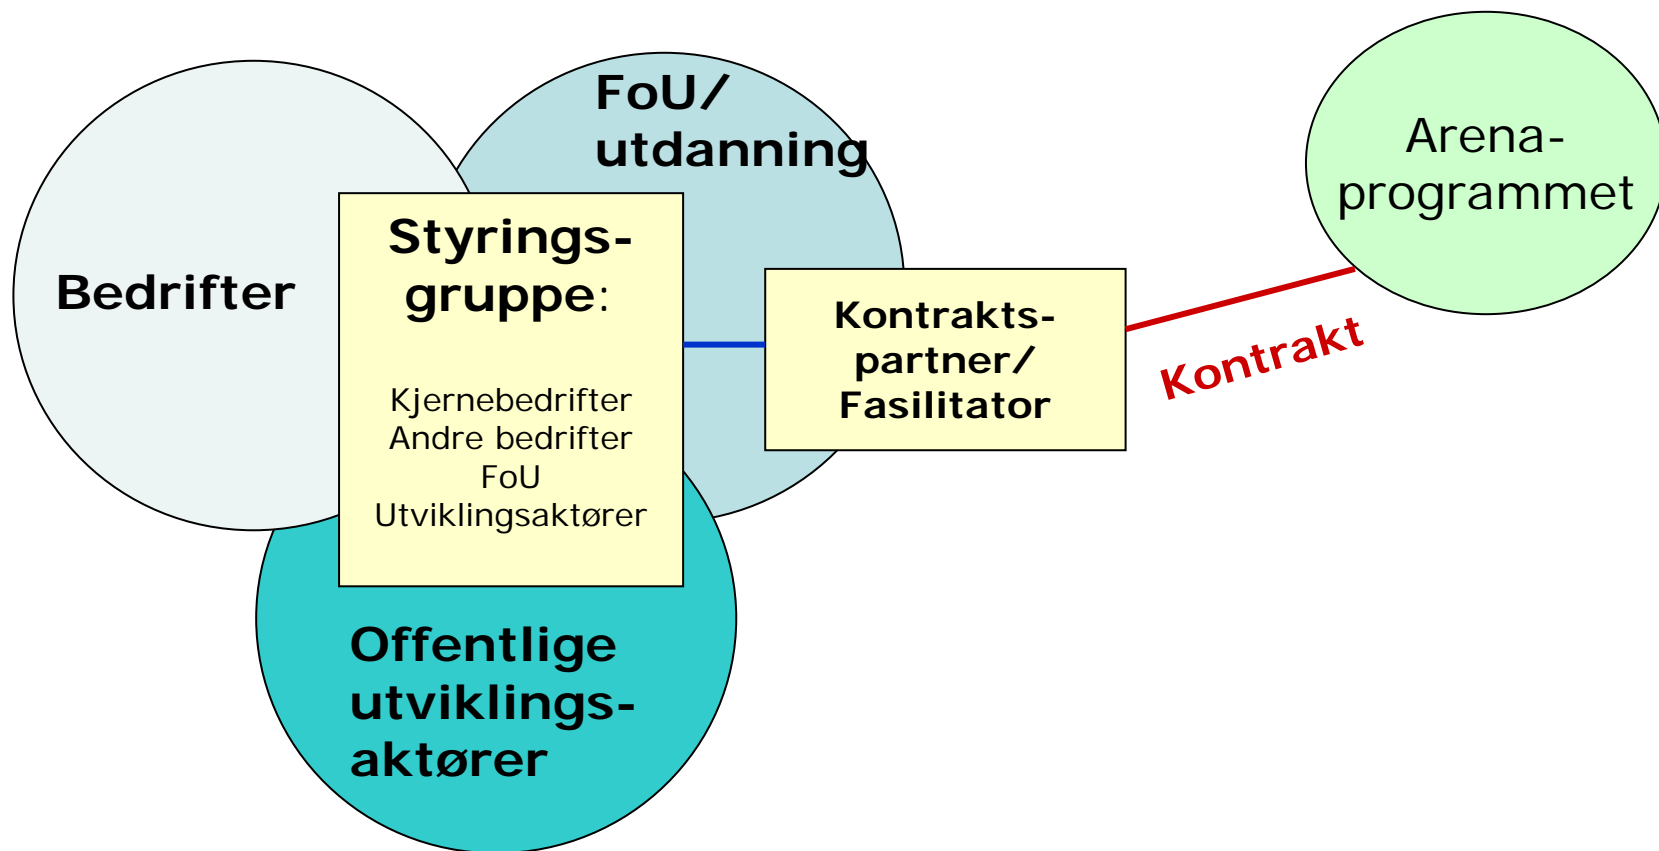 FoU/
utdanning
Arena-
programmet
Bedrifter
Styrings-
gruppe:
Kjernebedrifter
Andre bedrifter
FoU
Utviklingsaktører
Kontrakts-
partner/
Fasilitator
Kontrakt
Offentlige
utviklings-
aktører